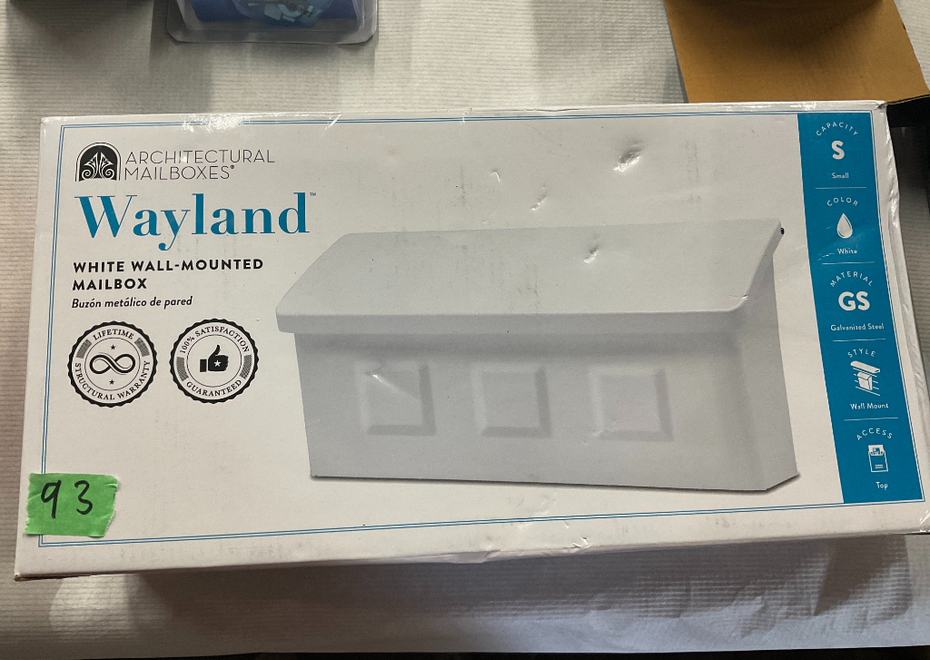 ARCHITECTURAL
MAILBOXES®
Wayland™
WHITE WALL-MOUNTED
MAILBOX
Buzón metálico de pared
LIFETIME
STRUCTURAL WARRANTY
100% SATISFACTION
GUARANTEED
93
CAPACITY
S
Small
COLOR
White
MATERIAL
GS
Galvanized Steel
STYLE
Wall Mount
ACCESS
Top